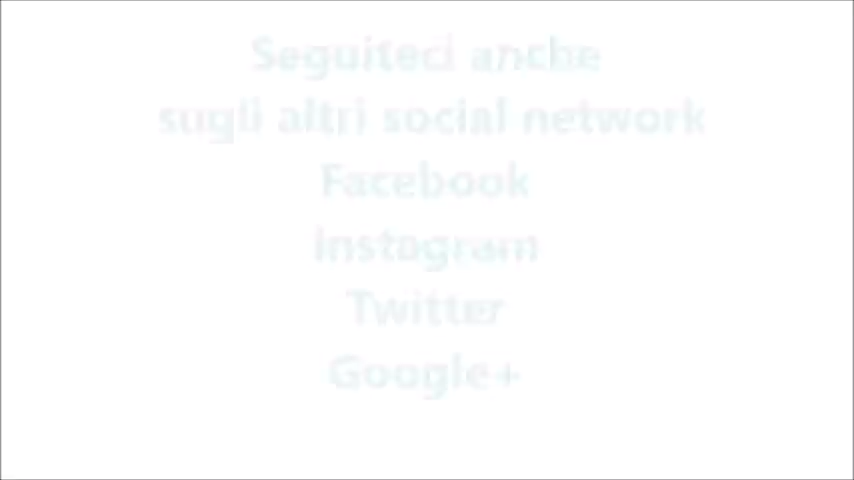 Seguiteci anche
sugli altri social network
Facebook
Instagram
Twitter
Google+